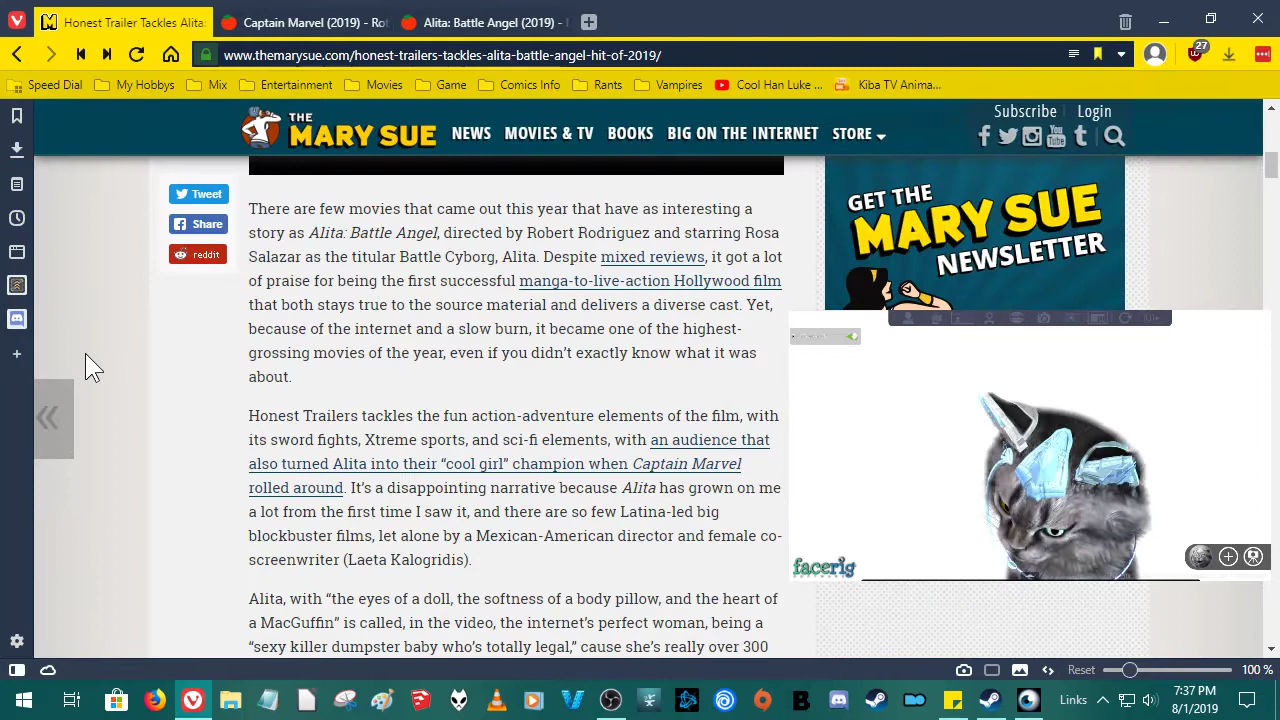 Honest Trailer Tackles Alita:
Captain Marvel (2019) - Rot
Alita: Battle Angel (2019) -
www.themarysue.com/honest-trailers-tackles-alita-battle-angel-hit-of-2019/
27
Speed Dial
My Hobbys
Mix
Entertainment
Movies
Game
Comics Info
Rants
Vampires
Cool Han Luke ...
Kiba TV Anima...
THE MARY SUE
NEWS
MOVIES & TV
BOOKS
BIG ON THE INTERNET
STORE
Subscribe
Login
Tweet
Share
reddit
There are few movies that came out this year that have as interesting a
story as Alita: Battle Angel, directed by Robert Rodriguez and starring Rosa
Salazar as the titular Battle Cyborg, Alita. Despite mixed reviews, it got a lot
of praise for being the first successful manga-to-live-action Hollywood film
that both stays true to the source material and delivers a diverse cast. Yet,
because of the internet and a slow burn, it became one of the highest-
grossing movies of the year, even if you didn't exactly know what it was
about.
Honest Trailers tackles the fun action-adventure elements of the film, with
its sword fights, Xtreme sports, and sci-fi elements, with an audience that
also turned Alita into their “cool girl” champion when Captain Marvel
rolled around. It's a disappointing narrative because Alita has grown on me
a lot from the first time I saw it, and there are so few Latina-led big
blockbuster films, let alone by a Mexican-American director and female co-
screenwriter (Laeta Kalogridis).
Alita, with “the eyes of a doll, the softness of a body pillow, and the heart of
a MacGuffin” is called, in the video, the internet's perfect woman, being a
“sexy killer dumpster baby who's totally legal,” cause she's really over 300
GET THE
MARY SUE
NEWSLETTER
facerig
Reset
100 %
Links
7:37 PM
8/1/2019